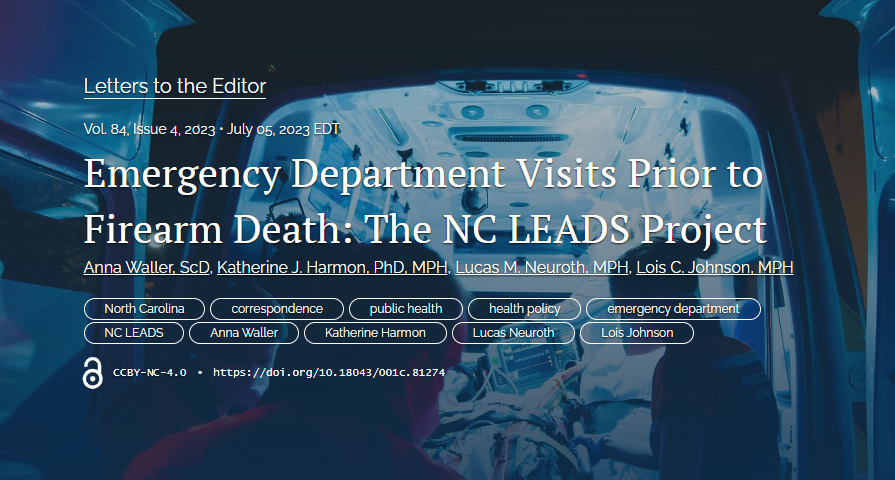 Letters to the Editor
Vol. 84, Issue 4, 2023 • July 05, 2023 EDT
Emergency Department Visits Prior to
Firearm Death: The NC LEADS Project
Anna Waller, ScD, Katherine J. Harmon, PhD, MPH, Lucas M. Neuroth, MPH, Lois C. Johnson, MPH
North Carolina correspondence public health health policy emergency department
NC LEADS Anna Waller Katherine Harmon Lucas Neuroth Lois Johnson
CCBY-NC-4.0 • https://doi.org/10.18043/001c.81274